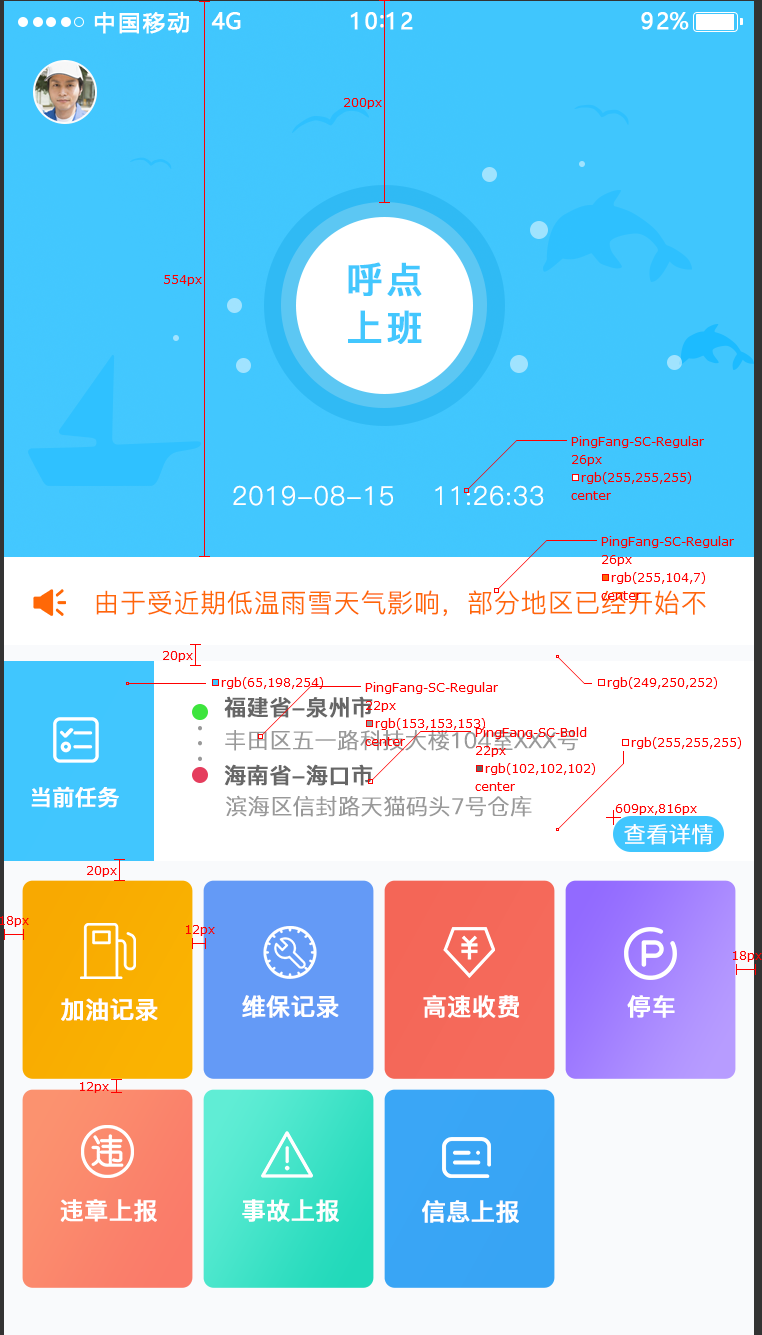 中国移动 4G 10:12 92%
200px
呼点
上班
554px
PingFang-SC-Regular
26px
rgb(255,255,255)
center
2019-08-15 11:26:33
PingFang-SC-Regular
26px
rgb(255,104,7)
center
由于受近期低温雨雪天气影响，部分地区已经开始不
20px
rgb(65,198,254)
rgb(249,250,252)
PingFang-SC-Regular
22px
rgb(153,153,153)
center
福建省-泉州市
丰田区五一路科技大楼104室XXX号
PingFang-SC-Bold
22px
rgb(102,102,102)
center
rgb(255,255,255)
海南省-海口市
滨海区信封路天猫码头7号仓库
当前任务
609px,816px
查看详情
20px
18px
12px
18px
加油记录
维保记录
高速收费
停车
12px
违
违章上报
事故上报
信息上报